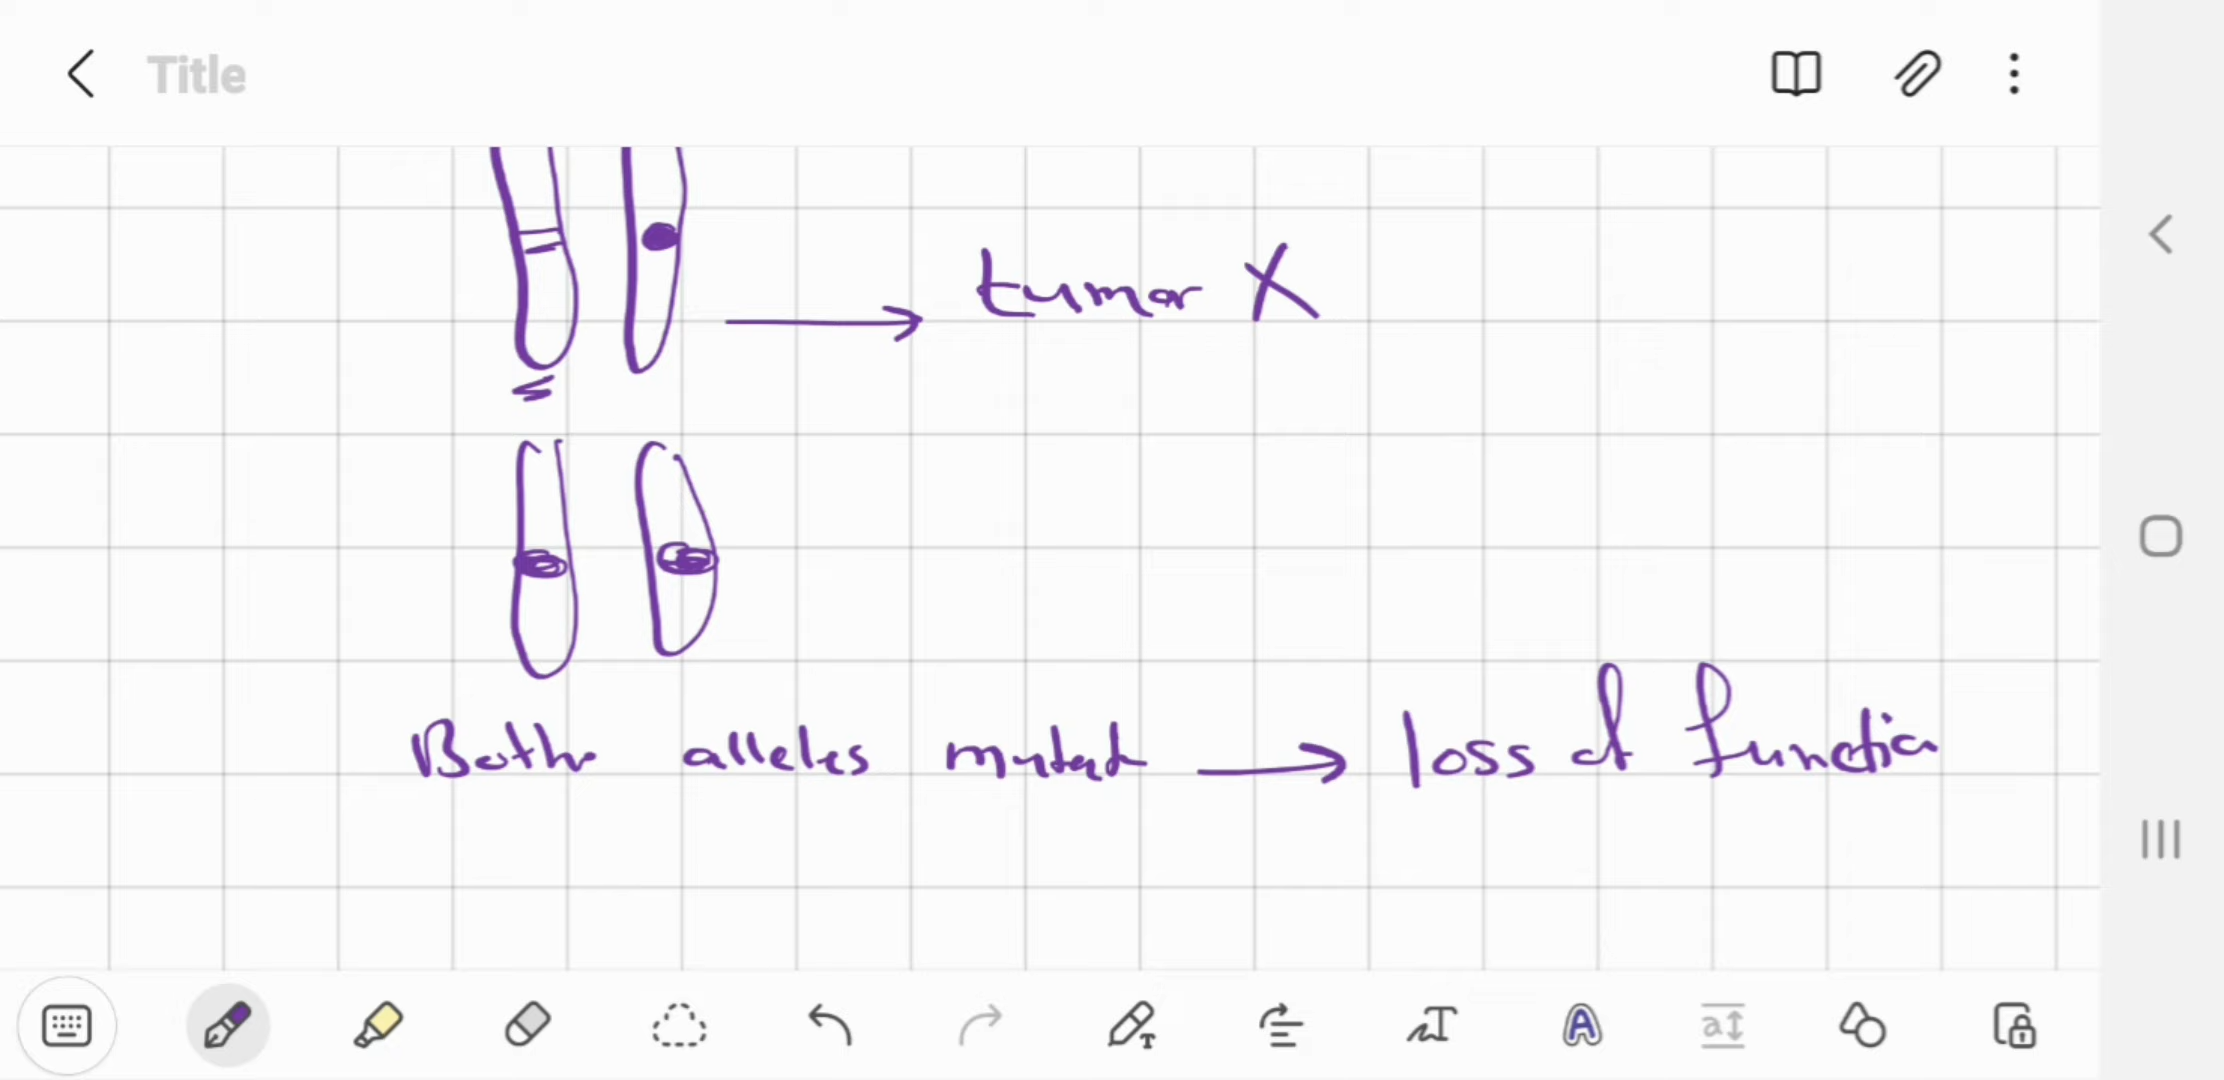 Title
tumor X
Both alleles mutated → loss of function